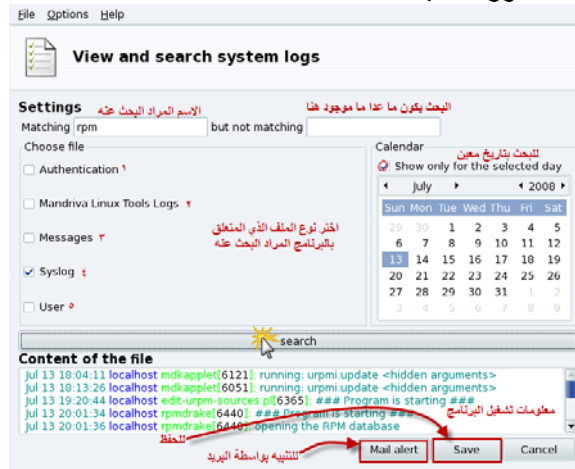 File Options Help
View and search system logs
Settings
الاسم المراد البحث عنه
البحث يكون ما عدا ما موجود هنا
Matching rpm but not matching
Choose file
Calendar
للبحث بتاريخ معين
Show only for the selected day
Authentication ١
July 2008
Sun Mon Tue Wed Thu Fri Sat
Mandriva Linux Tools Logs ٢
29 30 1 2 3 4 5
6 7 8 9 10 11 12
Messages ٣
اختر نوع الملف الذي المتعلق
بالبرنامج المراد البحث عنه
13 14 15 16 17 18 19
Syslog ٤
20 21 22 23 24 25 26
27 28 29 30 31 1 2
User ٥
3 4 5 6 7 8 9
search
Content of the file
Jul 13 18:04:11 localhost mdkapplet[6121]: running: urpmi.update <hidden arguments>
Jul 13 18:13:26 localhost mdkapplet[6051]: running: urpmi.update <hidden arguments>
Jul 13 19:20:44 localhost edit-urpm-sources.pl[6365]: ### Program is starting ###
Jul 13 20:01:34 localhost rpmdrake[6440]: ### Program is starting ###
معلومات تشغيل البرنامج
Jul 13 20:01:36 localhost rpmdrake[6440]: opening the RPM database
للحفظ
للتنبيه بواسطة البريد
Mail alert Save Cancel